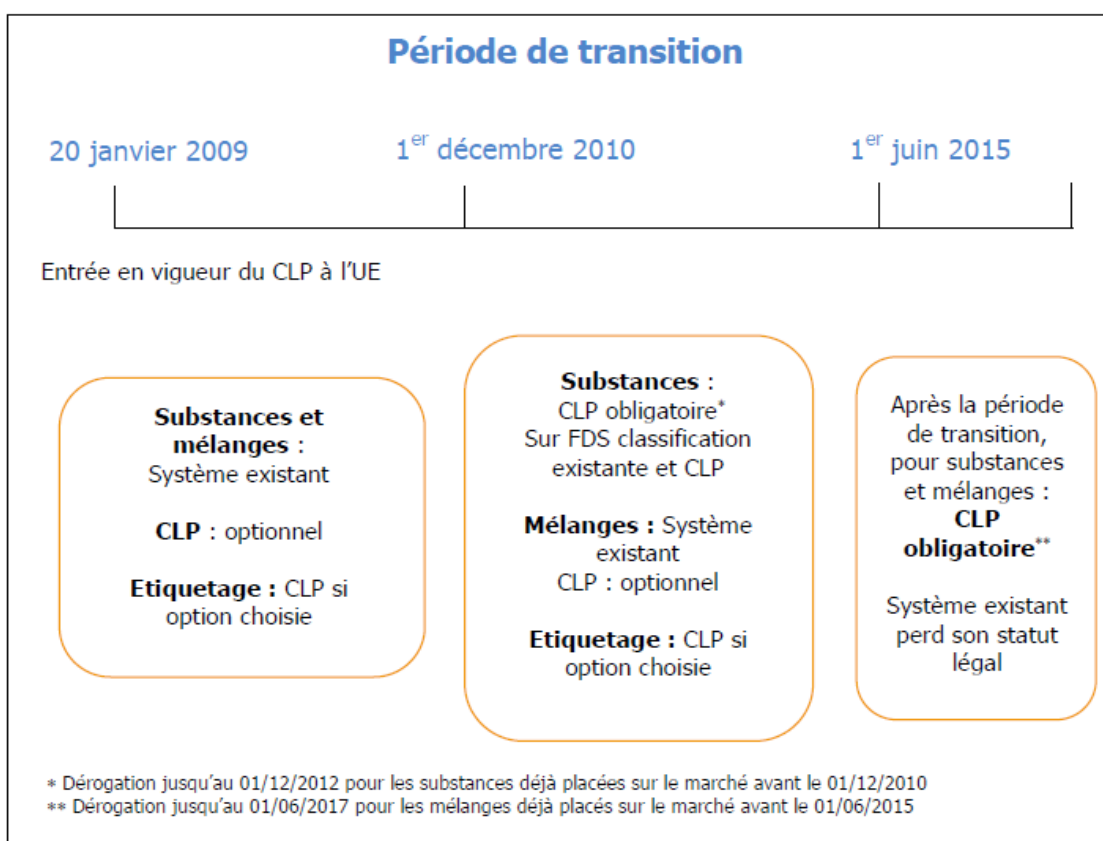 Période de transition
20 janvier 2009
1er décembre 2010
1er juin 2015
Entrée en vigueur du CLP à l’UE
Substances et
mélanges :
Système existant
CLP : optionnel
Etiquetage : CLP si
option choisie
Substances :
CLP obligatoire*
Sur FDS classification
existante et CLP
Mélanges : Système
existant
CLP : optionnel
Etiquetage : CLP si
option choisie
Après la période
de transition,
pour substances
et mélanges :
CLP
obligatoire**
Système existant
perd son statut
légal
* Dérogation jusqu’au 01/12/2012 pour les substances déjà placées sur le marché avant le 01/12/2010
** Dérogation jusqu’au 01/06/2017 pour les mélanges déjà placés sur le marché avant le 01/06/2015